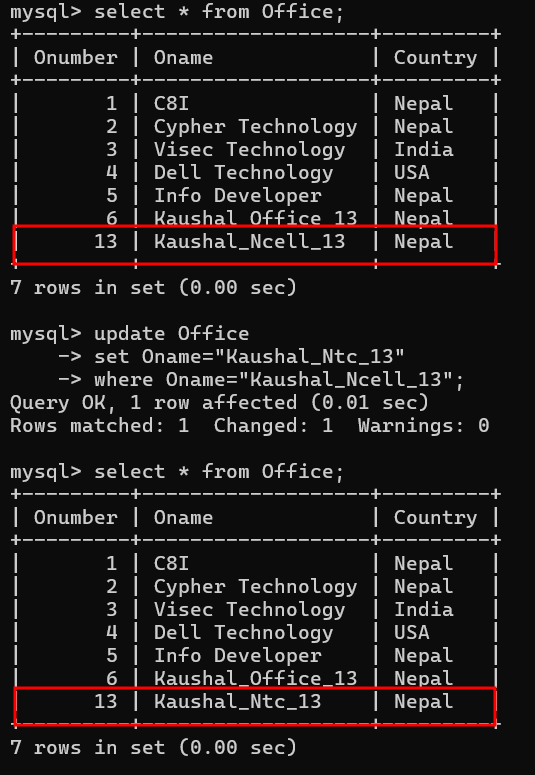 mysql> select * from Office;
+---------+-------------------+---------+
| Onumber | Oname             | Country |
+---------+-------------------+---------+
|       1 | C8I               | Nepal   |
|       2 | Cypher Technology | Nepal   |
|       3 | Visec Technology  | India   |
|       4 | Dell Technology   | USA     |
|       5 | Info Developer    | Nepal   |
|       6 | Kaushal_Office_13 | Nepal   |
|      13 | Kaushal_Ncell_13  | Nepal   |
+---------+-------------------+---------+
7 rows in set (0.00 sec)
mysql> update Office
    -> set Oname="Kaushal_Ntc_13"
    -> where Oname="Kaushal_Ncell_13";
Query OK, 1 row affected (0.01 sec)
Rows matched: 1  Changed: 1  Warnings: 0
mysql> select * from Office;
+---------+-------------------+---------+
| Onumber | Oname             | Country |
+---------+-------------------+---------+
|       1 | C8I               | Nepal   |
|       2 | Cypher Technology | Nepal   |
|       3 | Visec Technology  | India   |
|       4 | Dell Technology   | USA     |
|       5 | Info Developer    | Nepal   |
|       6 | Kaushal_Office_13 | Nepal   |
|      13 | Kaushal_Ntc_13    | Nepal   |
+---------+-------------------+---------+
7 rows in set (0.00 sec)